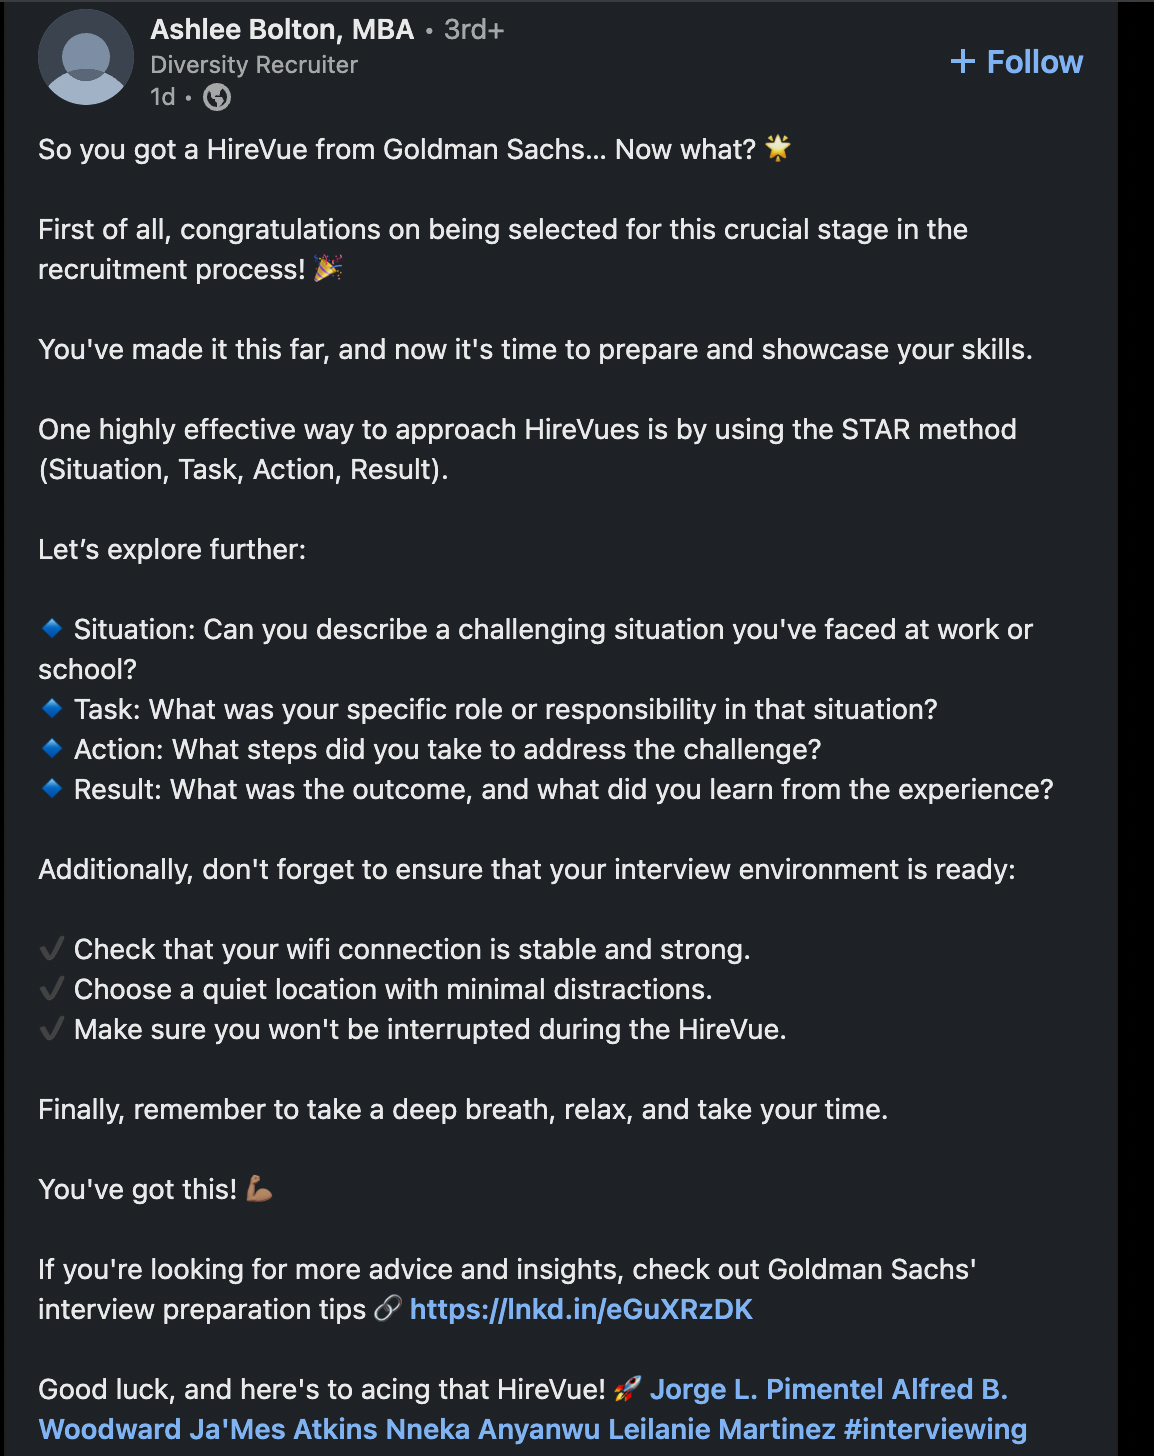 Ashlee Bolton, MBA • 3rd+
Diversity Recruiter
+ Follow
1d •
So you got a HireVue from Goldman Sachs... Now what? 🌟
First of all, congratulations on being selected for this crucial stage in the
recruitment process! 🎉
You've made it this far, and now it's time to prepare and showcase your skills.
One highly effective way to approach HireVues is by using the STAR method
(Situation, Task, Action, Result).
Let’s explore further:
🔹 Situation: Can you describe a challenging situation you've faced at work or
school?
🔹 Task: What was your specific role or responsibility in that situation?
🔹 Action: What steps did you take to address the challenge?
🔹 Result: What was the outcome, and what did you learn from the experience?
Additionally, don't forget to ensure that your interview environment is ready:
✔ Check that your wifi connection is stable and strong.
✔ Choose a quiet location with minimal distractions.
✔ Make sure you won't be interrupted during the HireVue.
Finally, remember to take a deep breath, relax, and take your time.
You've got this! 💪🏽
If you're looking for more advice and insights, check out Goldman Sachs'
interview preparation tips 🔗 https://lnkd.in/eGuXRzDK
Good luck, and here's to acing that HireVue! 🚀 Jorge L. Pimentel Alfred B.
Woodward Ja'Mes Atkins Nneka Anyanwu Leilanie Martinez #interviewing